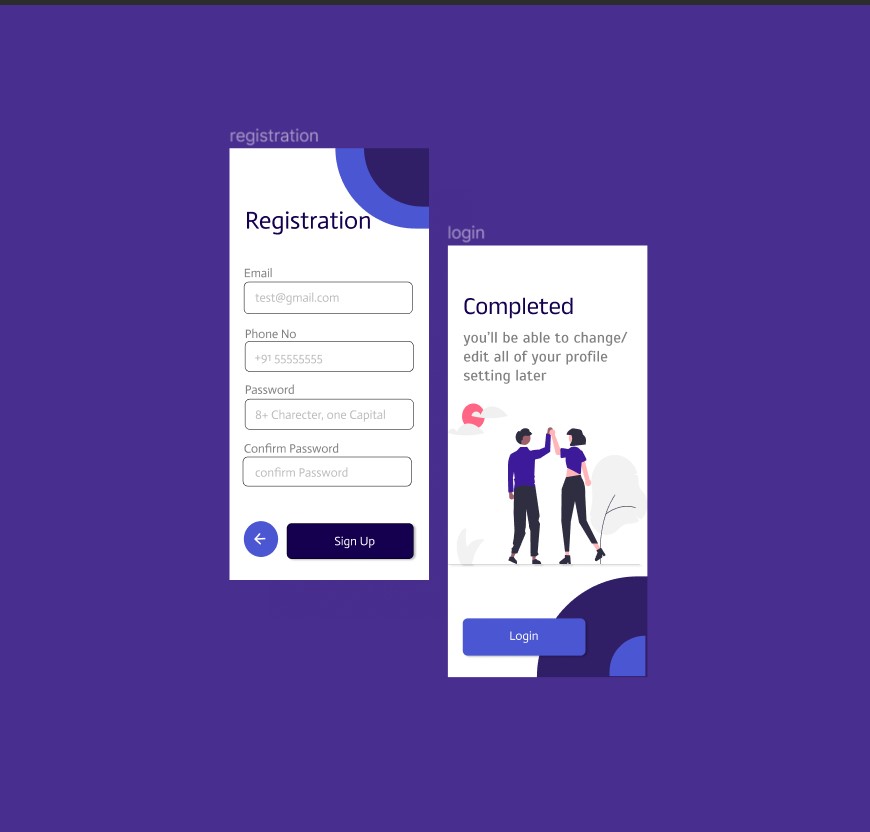 registration
Registration
Email
test@gmail.com
Phone No
+91 55555555
Password
8+ Charecter, one Capital
Confirm Password
confirm Password
Sign Up
login
Completed
you'll be able to change/
edit all of your profile
setting later
Login